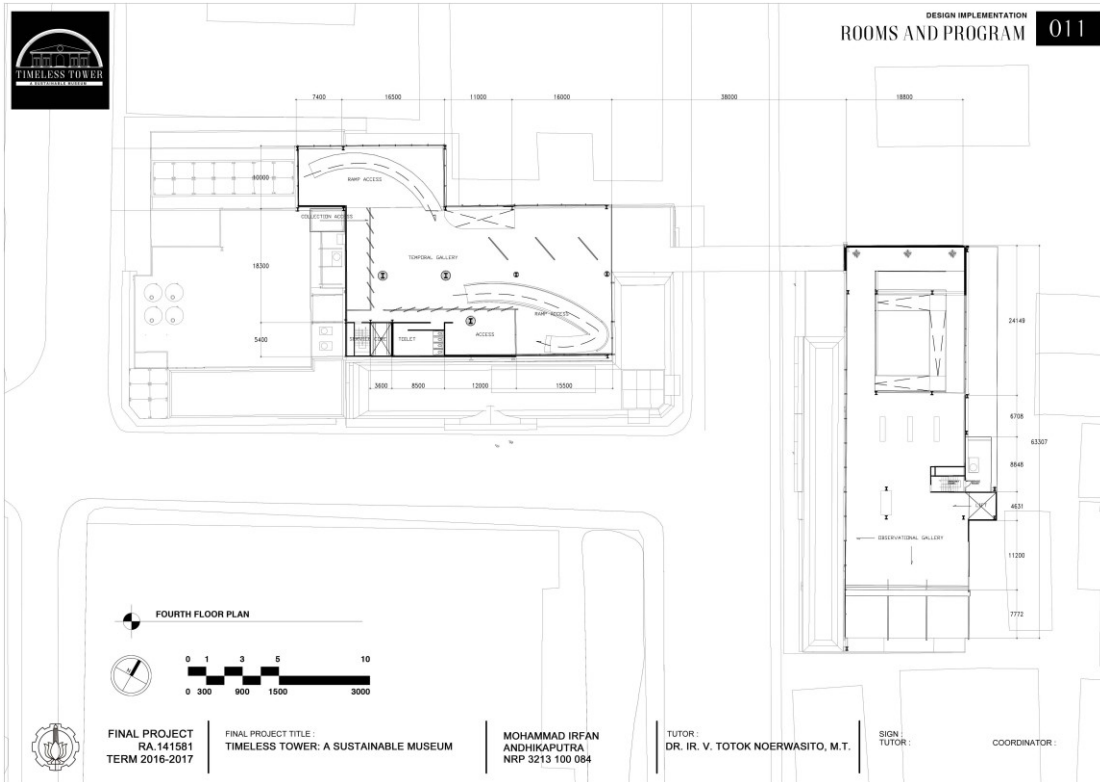 DESIGN IMPLEMENTATION
ROOMS AND PROGRAM
011
TIMELESS TOWER
A SUSTAINABLE MUSEUM
7400
16500
11000
16000
38000
18800
RAMP ACCESS
COLLECTION ACCESS
18300
TEMPORAL GALLERY
RAMP ACCESS
ACCESS
5400
TOILET
3600
8500
12000
15500
24149
6708
63307
8848
4631
OBSERVATIONAL GALLERY
11200
7772
FOURTH FLOOR PLAN
0 1 3 5 10
0 300 900 1500 3000
FINAL PROJECT
RA.141581
TERM 2016-2017
FINAL PROJECT TITLE :
TIMELESS TOWER: A SUSTAINABLE MUSEUM
MOHAMMAD IRFAN
ANDHIKAPUTRA
NRP 3213 100 084
TUTOR :
DR. IR. V. TOTOK NOERWASITO, M.T.
SIGN :
TUTOR :
COORDINATOR :